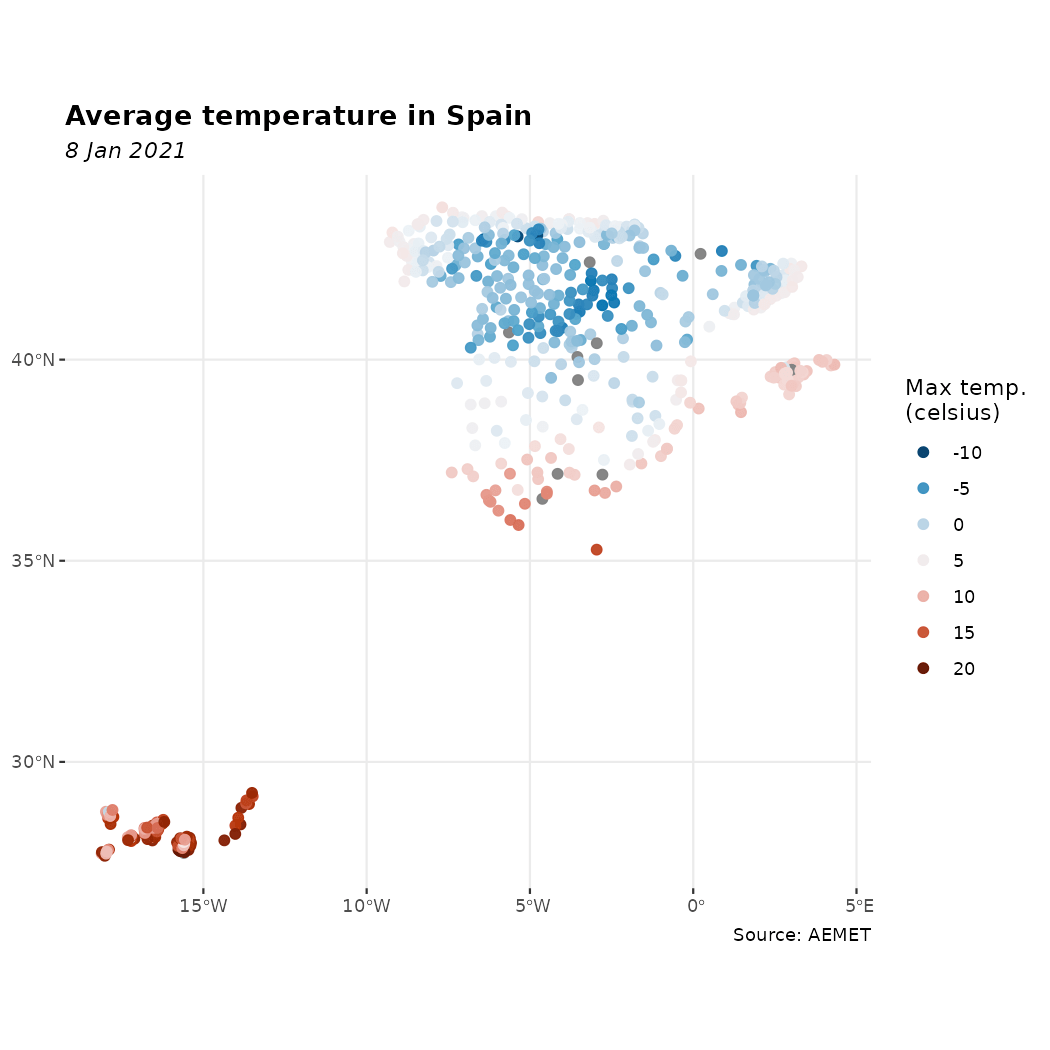 Average temperature in Spain
8 Jan 2021
40°N
35°N
30°N
15°W
10°W
5°W
0°
5°E
Max temp.
(celsius)
-10
-5
0
5
10
15
20
Source: AEMET